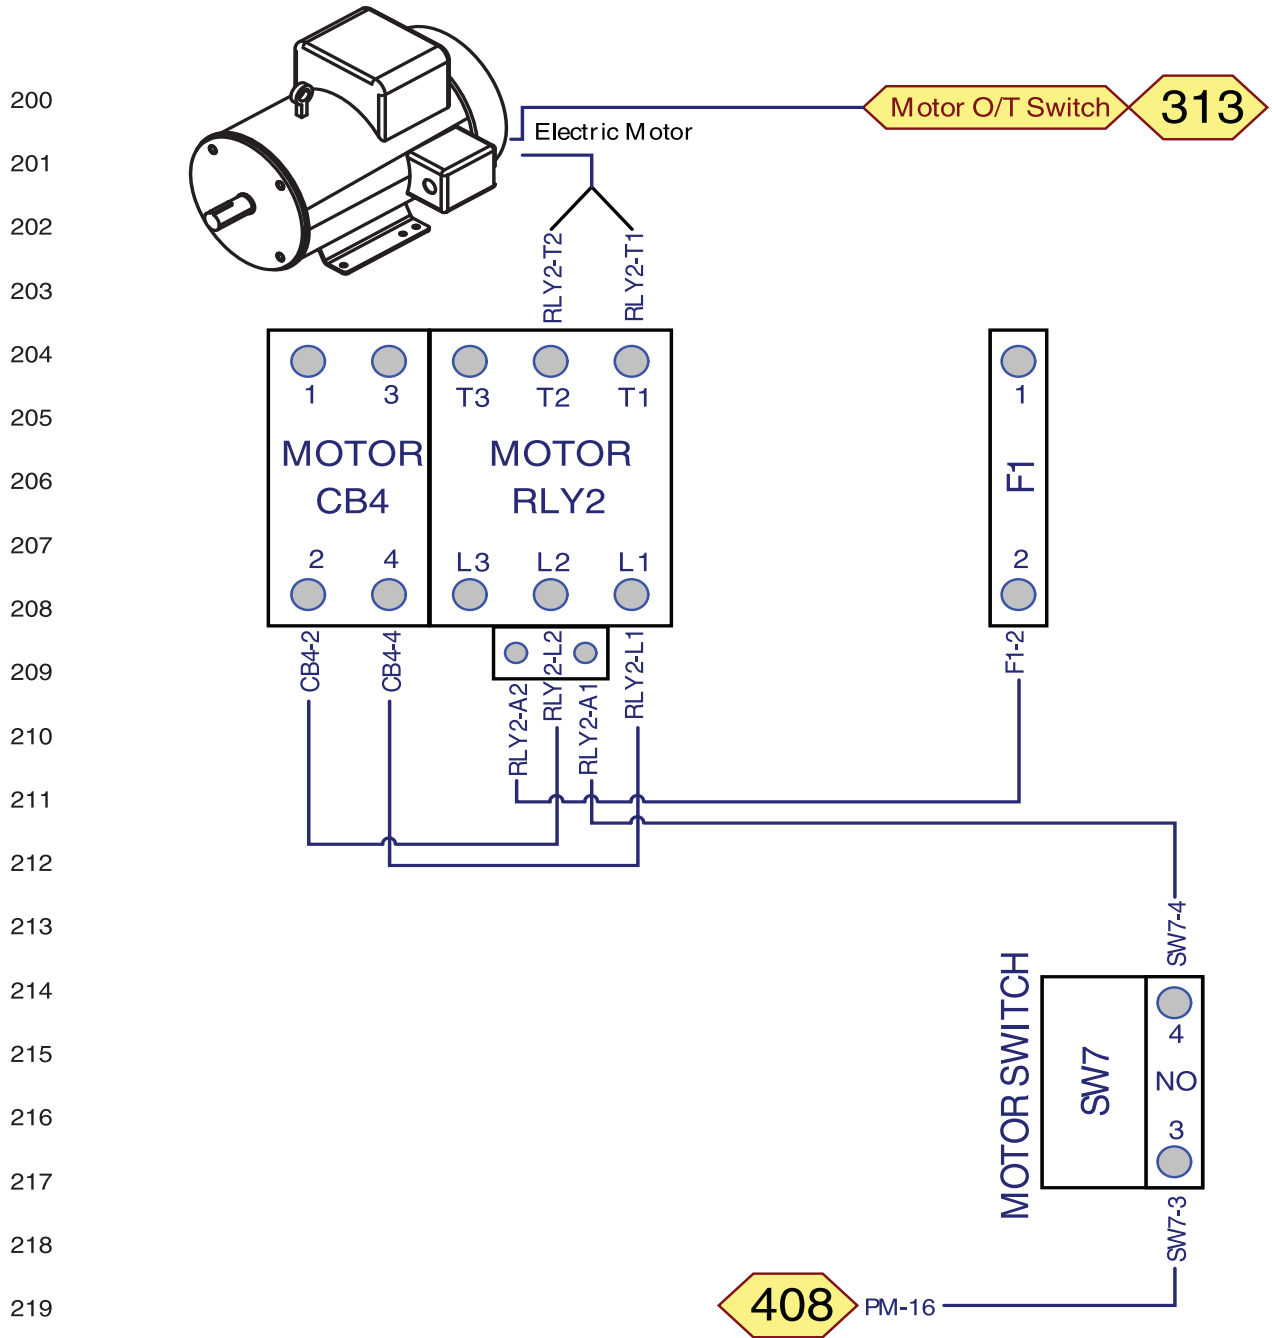 200
Motor O/T Switch
313
Electric Motor
201
202
RLY2-T2
RLY2-T1
203
204
1
3
T3
T2
T1
1
205
MOTOR
CB4
MOTOR
RLY2
F1
206
207
2
4
L3
L2
L1
2
208
CB4-2
CB4-4
RLY2-L2
RLY2-L1
F1-2
209
RLY2-A2
RLY2-A1
210
211
212
213
SW7-4
214
MOTOR SWITCH
SW7
4
NO
3
215
216
217
SW7-3
218
219
408
PM-16